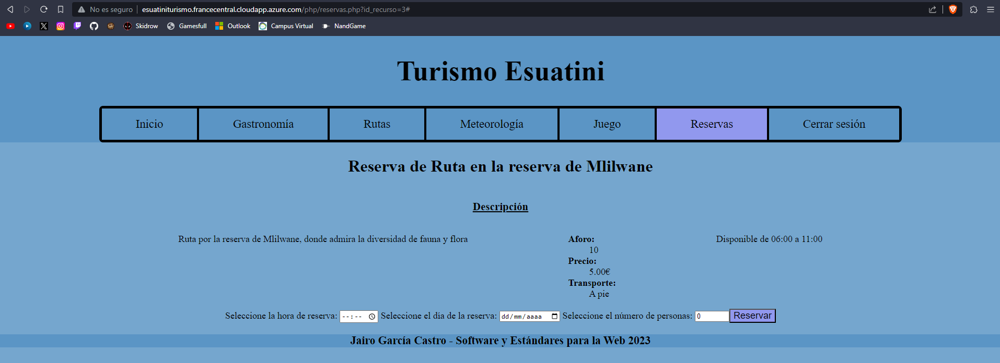 No es seguro esuatiniturismo.francecentral.cloudapp.azure.com/php/reservas.php?id_recurso=3#
Skidrow Gamesfull Outlook Campus Virtual NandGame
Turismo Esuatini
Inicio Gastronomía Rutas Meteorología Juego Reservas Cerrar sesión
Reserva de Ruta en la reserva de Mlilwane
Descripción
Ruta por la reserva de Mlilwane, donde admira la diversidad de fauna y flora
Aforo:
10
Precio:
5.00€
Transporte:
A pie
Disponible de 06:00 a 11:00
Seleccione la hora de reserva: --:-- Seleccione el día de la reserva: dd/mm/aaaa Seleccione el número de personas: 0 Reservar
Jairo García Castro - Software y Estándares para la Web 2023